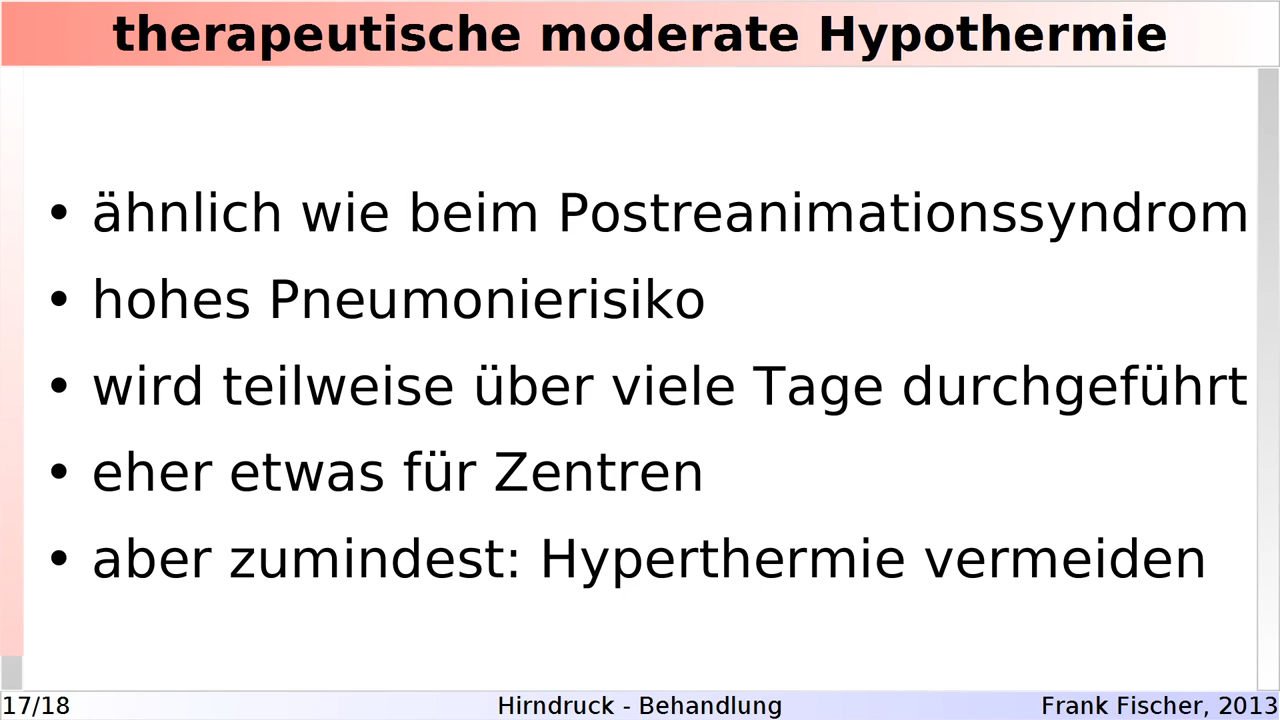 therapeutische moderate Hypothermie
• ähnlich wie beim Postreanimationssyndrom
• hohes Pneumonierisiko
• wird teilweise über viele Tage durchgeführt
• eher etwas für Zentren
• aber zumindest: Hyperthermie vermeiden
17/18 Hirndruck - Behandlung Frank Fischer, 2013